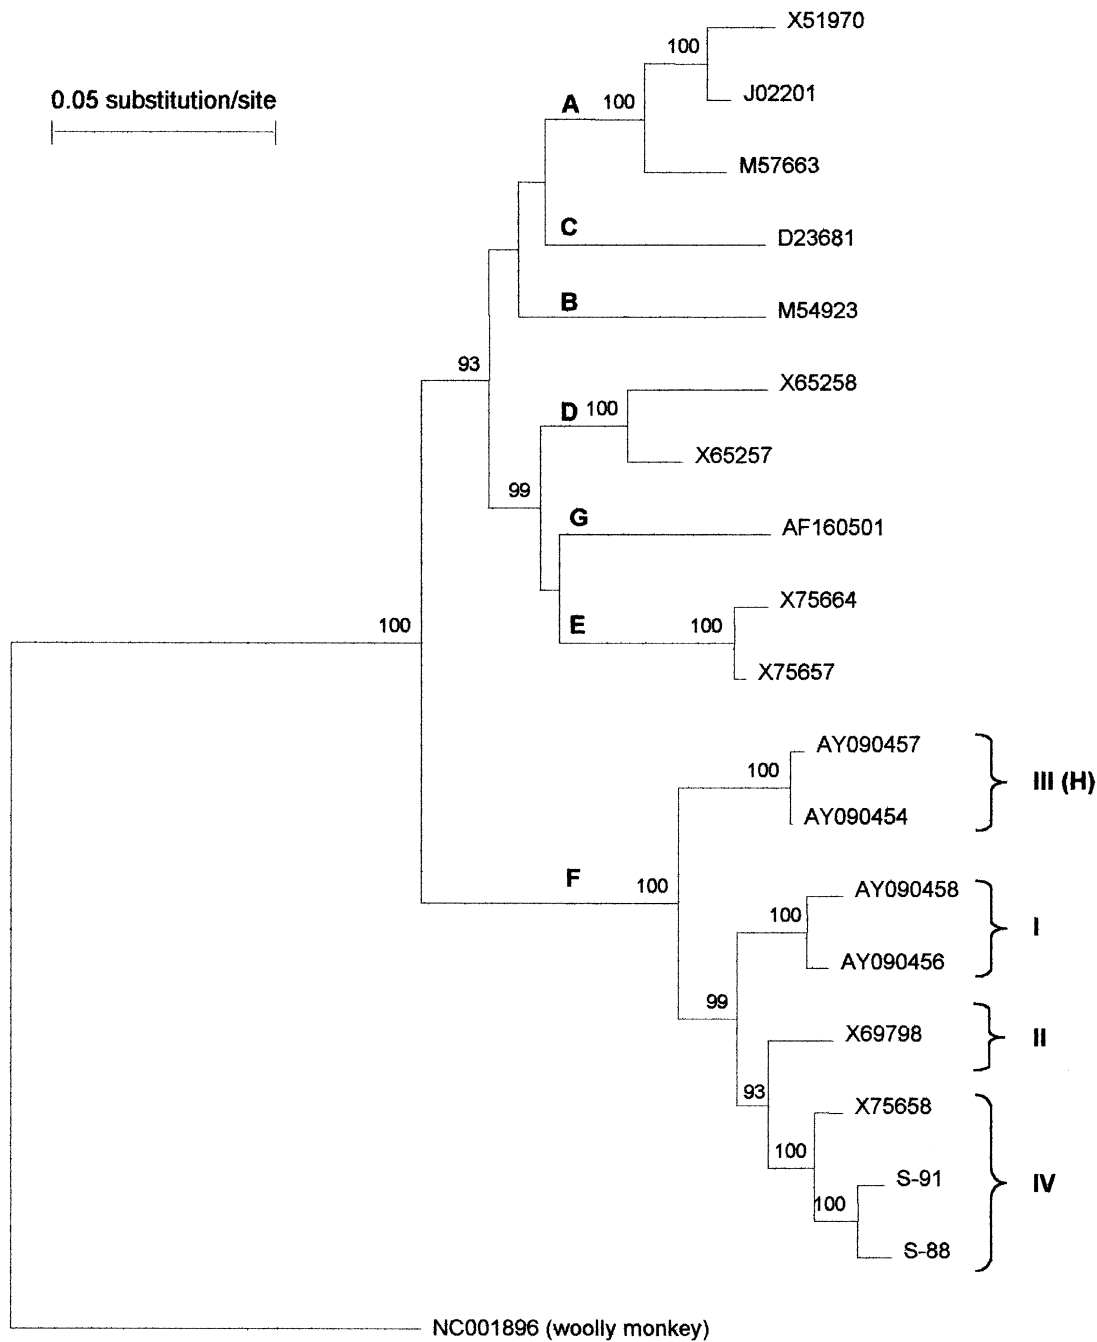 X51970
100
0.05 substitution/site
J02201
A 100
M57663
C
D23681
B
M54923
93
X65258
D 100
X65257
99
G
AF160501
X75664
100
E
100
X75657
AY090457
100
III (H)
AY090454
F
100
AY090458
100
I
AY090456
99
X69798
II
93
X75658
100
S-91
IV
100
S-88
NC001896 (woolly monkey)